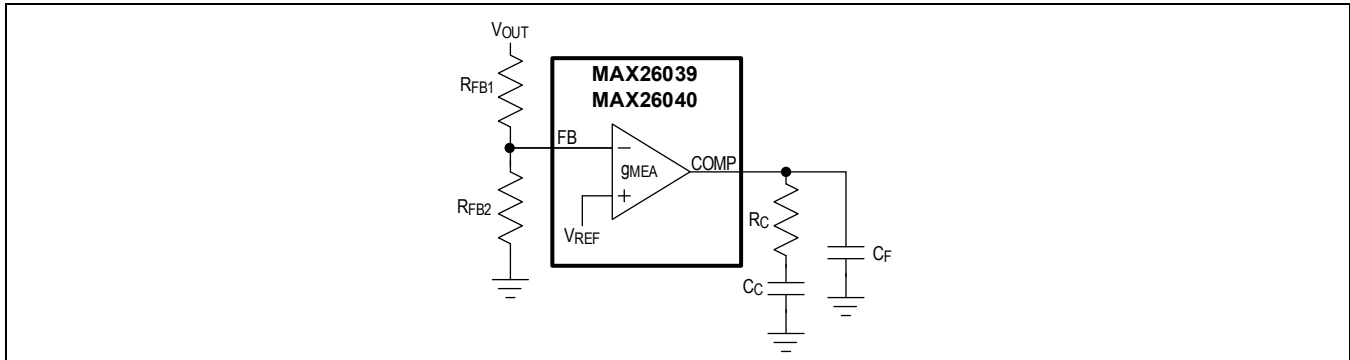 VOUT
RFB1
MAX26039
MAX26040
FB
−
gMEA
COMP
+
RFB2
VREF
RC
CF
CC